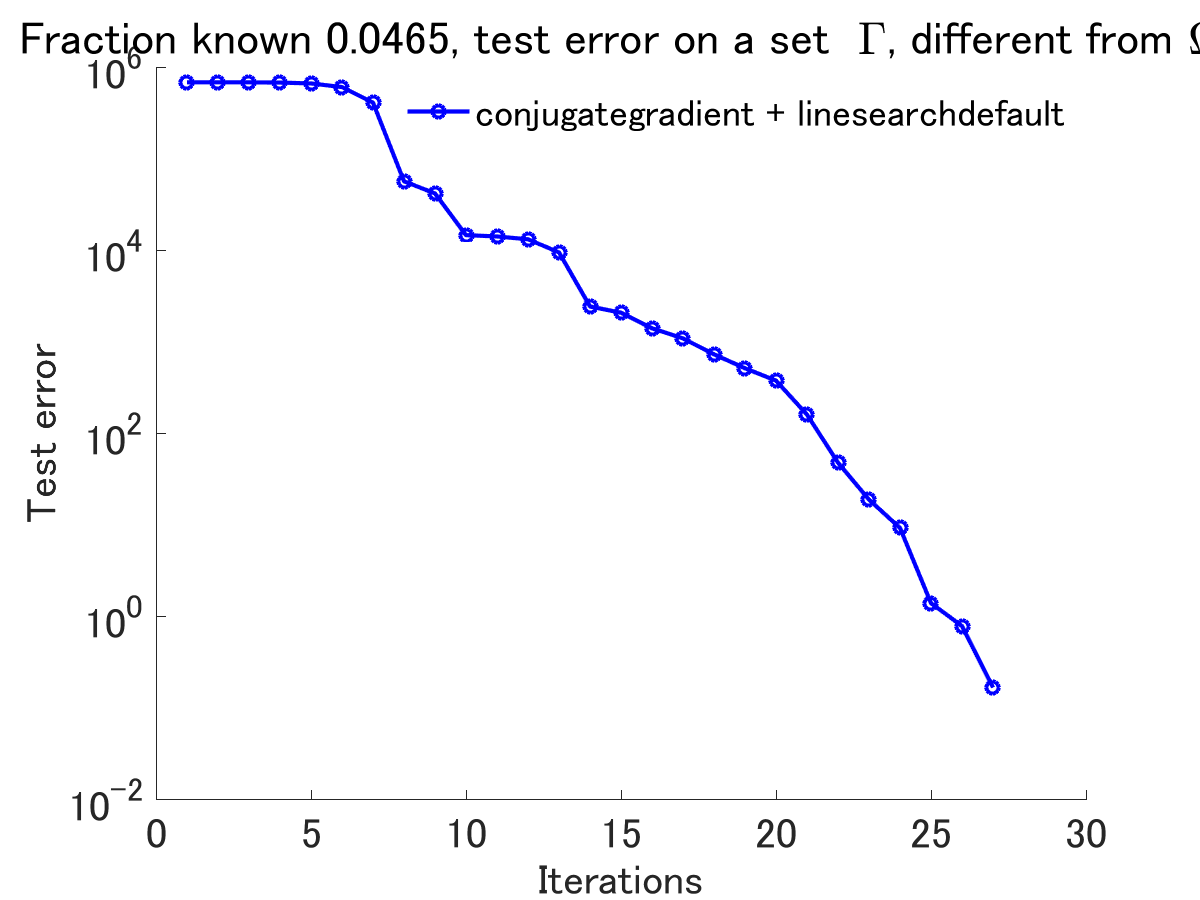 Fraction known 0.0465, test error on a set Γ, different from Ω
10^6
conjugategradient + linesearchdefault
10^4
10^2
10^0
10^−2
Test error
0 5 10 15 20 25 30
Iterations